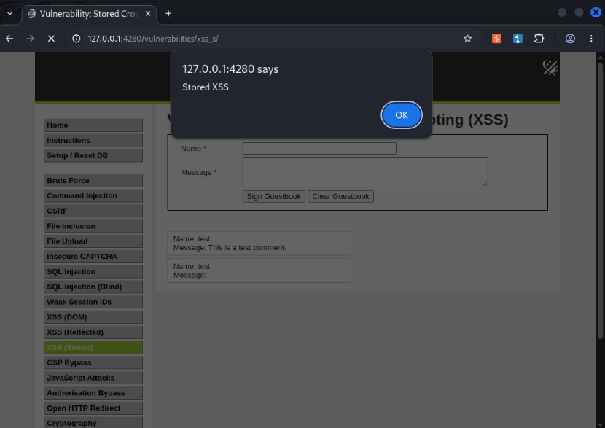 Vulnerability: Stored Cros
127.0.0.1:4280/vulnerabilities/xss_s/
127.0.0.1:4280 says
Stored XSS
OK
oting (XSS)
Home
Instructions
Setup / Reset DB
Brute Force
Command Injection
CSRF
File Inclusion
File Upload
Insecure CAPTCHA
SQL Injection
SQL Injection (Blind)
Weak Session IDs
XSS (DOM)
XSS (Reflected)
XSS (Stored)
CSP Bypass
JavaScript Attacks
Authorisation Bypass
Open HTTP Redirect
Cryptography
Name *
Message *
Sign Guestbook Clear Guestbook
Name: test
Message: This is a test comment.
Name: test
Message: